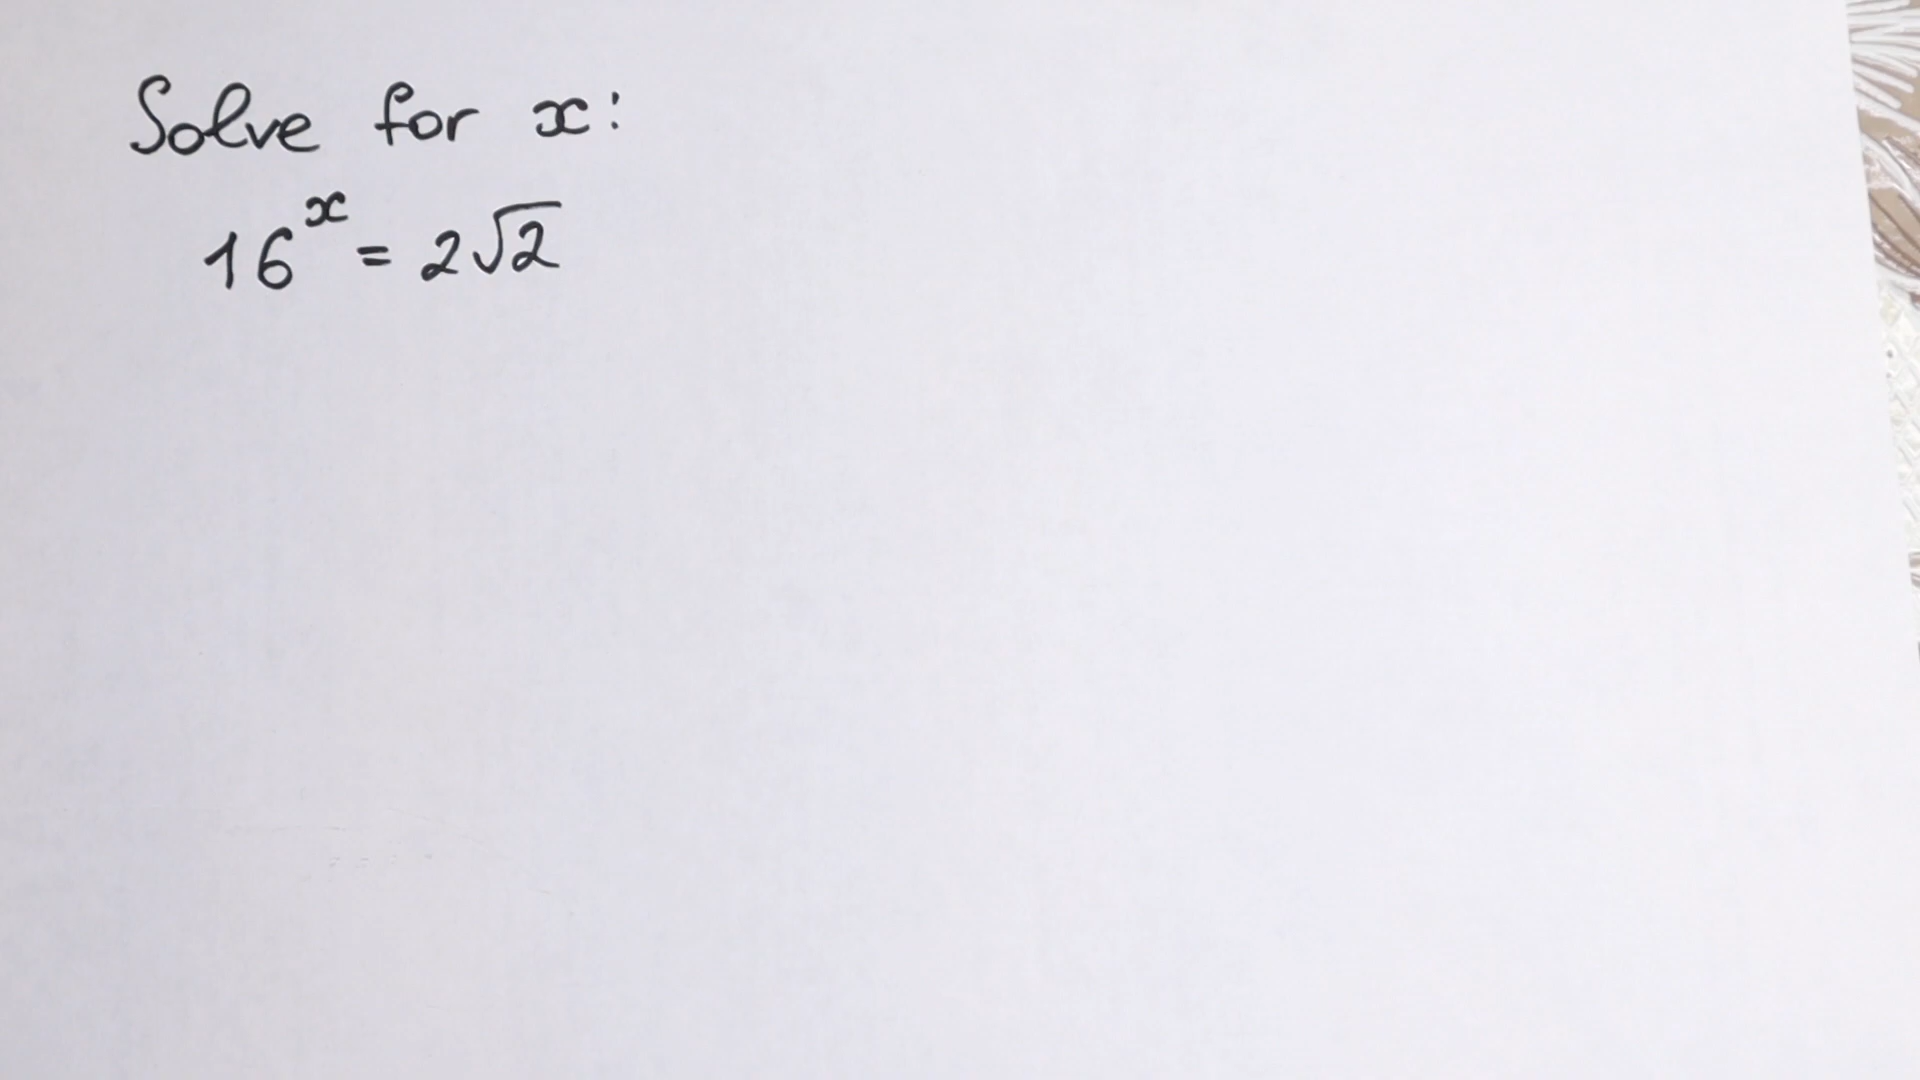 Solve for x:
16^x = 2√2